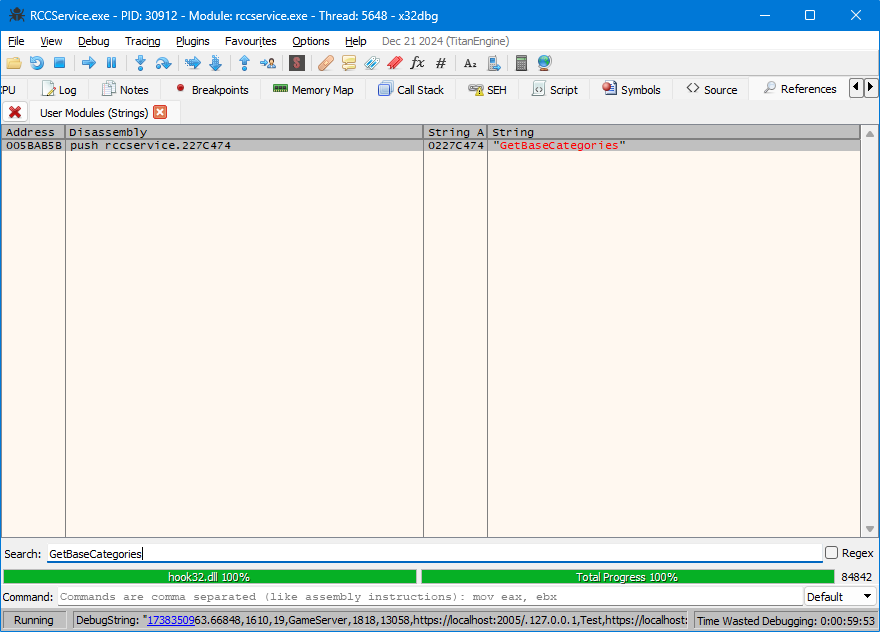 RCCService.exe - PID: 30912 - Module: rccservice.exe - Thread: 5648 - x32dbg
File View Debug Tracing Plugins Favourites Options Help Dec 21 2024 (TitanEngine)
$ fx # Az
PU Log Notes Breakpoints Memory Map Call Stack SEH Script Symbols Source References
User Modules (Strings)
Address Disassembly String A String
005BAB5B push rccservice.227C474 0227C474 "GetBaseCategories"
Search: GetBaseCategories Regex
hook32.dll 100% Total Progress 100% 84842
Command: Commands are comma separated (like assembly instructions): mov eax, ebx Default
Running DebugString: "1738350963.66848,1610,19,GameServer,1818,13058,https://localhost:2005/.127.0.0.1,Test,https://localhost: Time Wasted Debugging: 0:00:59:53